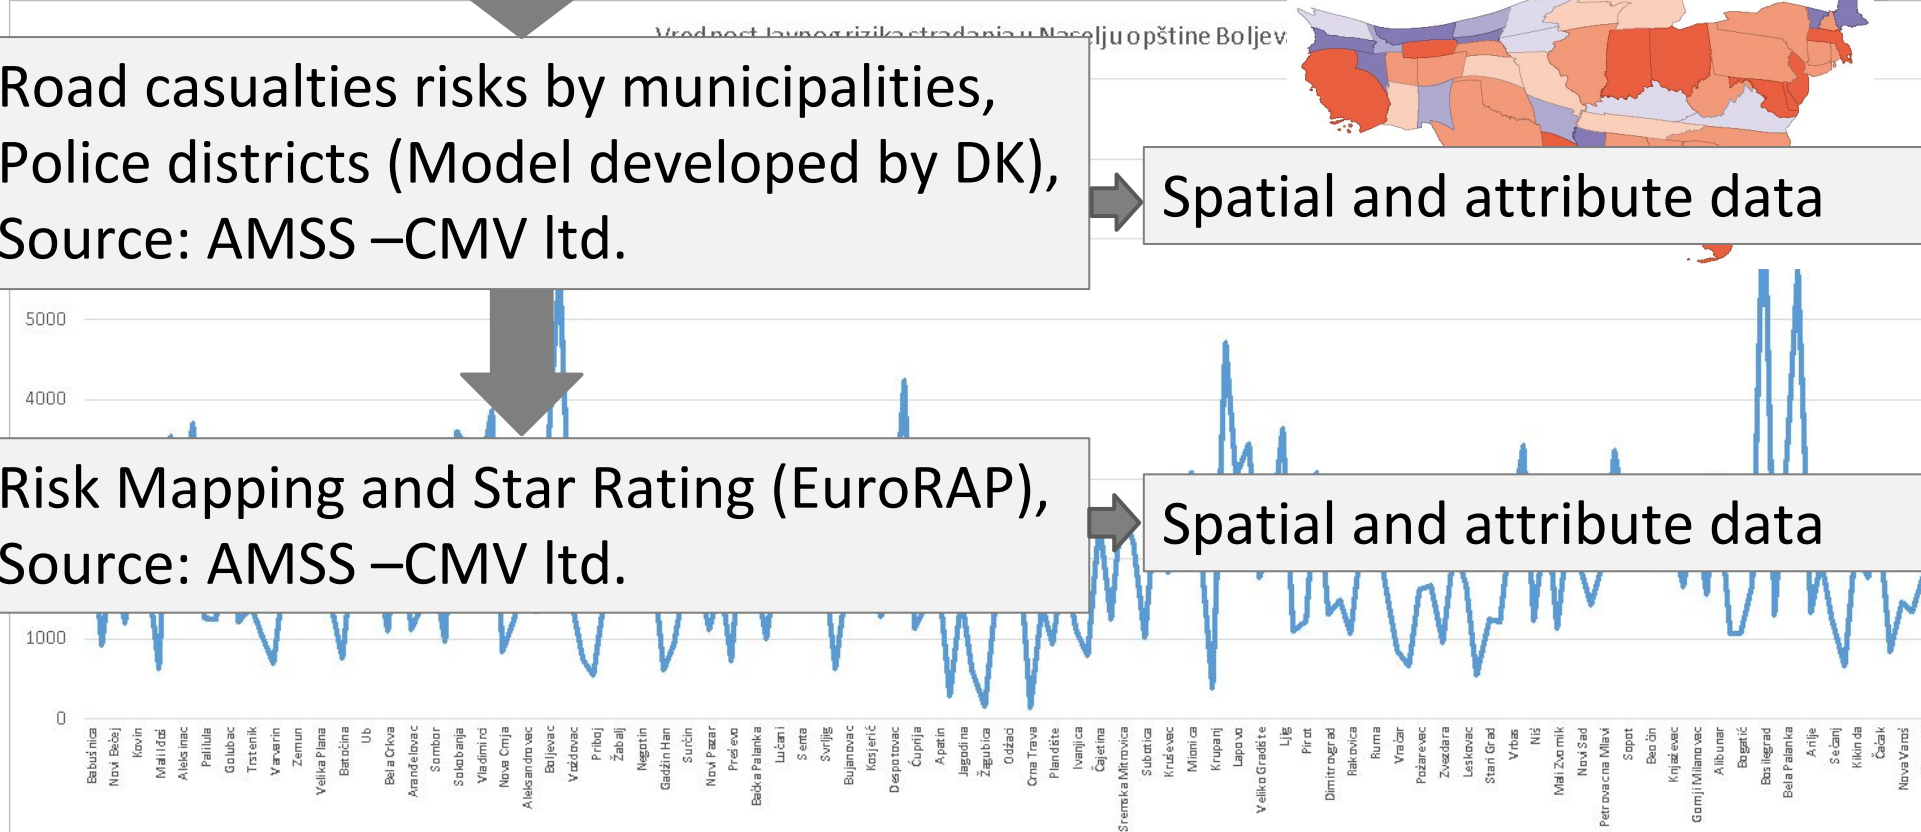 Vrednost Javnog rizika stradanja u Naselju opštine Boljev
Road casualties risks by municipalities,
Police districts (Model developed by DK),
Source: AMSS –CMV ltd.
Spatial and attribute data
5000
4000
Risk Mapping and Star Rating (EuroRAP),
Source: AMSS –CMV ltd.
Spatial and attribute data
1000
0
Babušnica
Novi Bečej
Kovin
Mali Iđoš
Aleksinac
Palilula
Golubac
Trstenik
Varvarin
Zemun
Velika Plana
Batočina
Ub
Bela Crkva
Aranđelovac
Sombor
Sokobanja
Vladimirci
Nova Crnja
Aleksandrovac
Boljevac
Voždovac
Priboj
Žabalj
Negotin
Gadžin Han
Surčin
Novi Pazar
Preševo
Bačka Palanka
Lučani
Senta
Svrljig
Bujanovac
Kosjerić
Despotovac
Ćuprija
Apatin
Jagodina
Žagubica
Odžaci
Crna Trava
Plandište
Ivanjica
Čajetina
Sremska Mitrovica
Subotica
Kruševac
Mionica
Krupanj
Lapovo
Veliko Gradište
Ljig
Pirot
Dimitrovgrad
Rakovica
Ruma
Vračar
Požarevac
Zvezdara
Leskovac
Stari Grad
Vrbas
Niš
Mali Zvornik
Novi Sad
Petrovac na Mlavi
Sopot
Beočin
Knjaževac
Gornji Milanovac
Alibunar
Bogatić
Bosilegrad
Bela Palanka
Arilje
Sečanj
Kikinda
Čačak
Nova Varoš